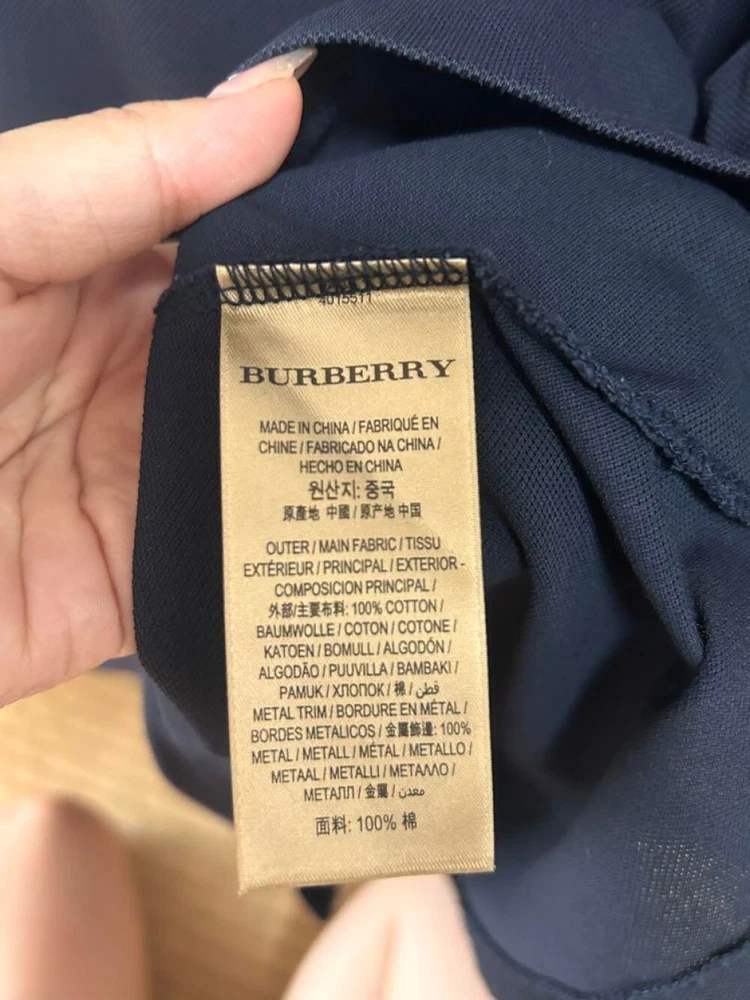 4015511
BURBERRY
MADE IN CHINA / FABRIQUÉ EN
CHINE / FABRICADO NA CHINA /
HECHO EN CHINA
원산지: 중국
原產地 中國 / 原产地 中国
OUTER / MAIN FABRIC / TISSU
EXTÉRIEUR / PRINCIPAL / EXTERIOR -
COMPOSICION PRINCIPAL /
外部/主要布料: 100% COTTON /
BAUMWOLLE / COTON / COTONE /
KATOEN / BOMULL / ALGODÓN /
ALGODÃO / PUUVILLA / BAMBAKI /
PAMUK / ХЛОПОК / 棉 / قطن
METAL TRIM / BORDURE EN MÉTAL /
BORDES METALICOS / 金屬飾邊: 100%
METAL / METALL / MÉTAL / METALLO /
METAAL / METALLI / ΜΕΤΑΛΛΟ /
МЕТАЛЛ / 金屬 / معدن
面料: 100% 棉